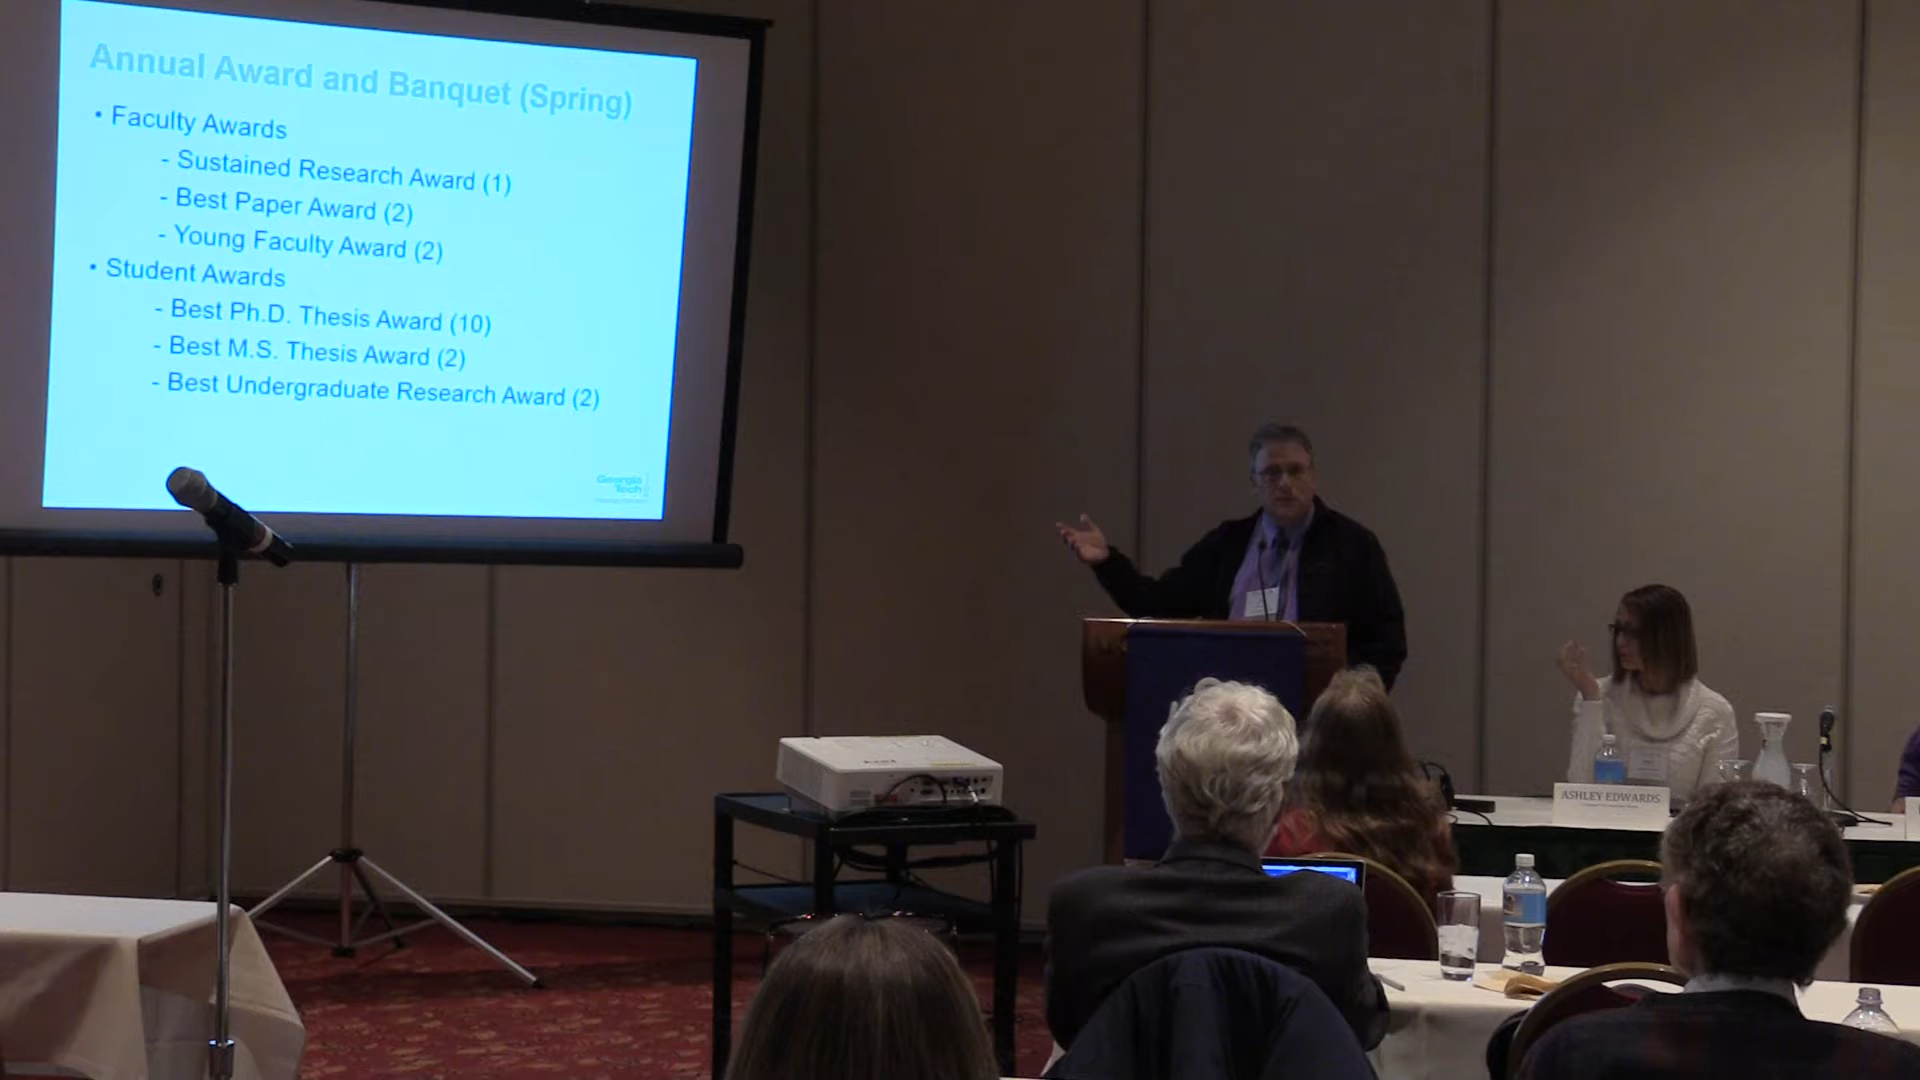 Annual Award and Banquet (Spring)
• Faculty Awards
- Sustained Research Award (1)
- Best Paper Award (2)
- Young Faculty Award (2)
• Student Awards
- Best Ph.D. Thesis Award (10)
- Best M.S. Thesis Award (2)
- Best Undergraduate Research Award (2)
Georgia
Tech
ASHLEY EDWARDS